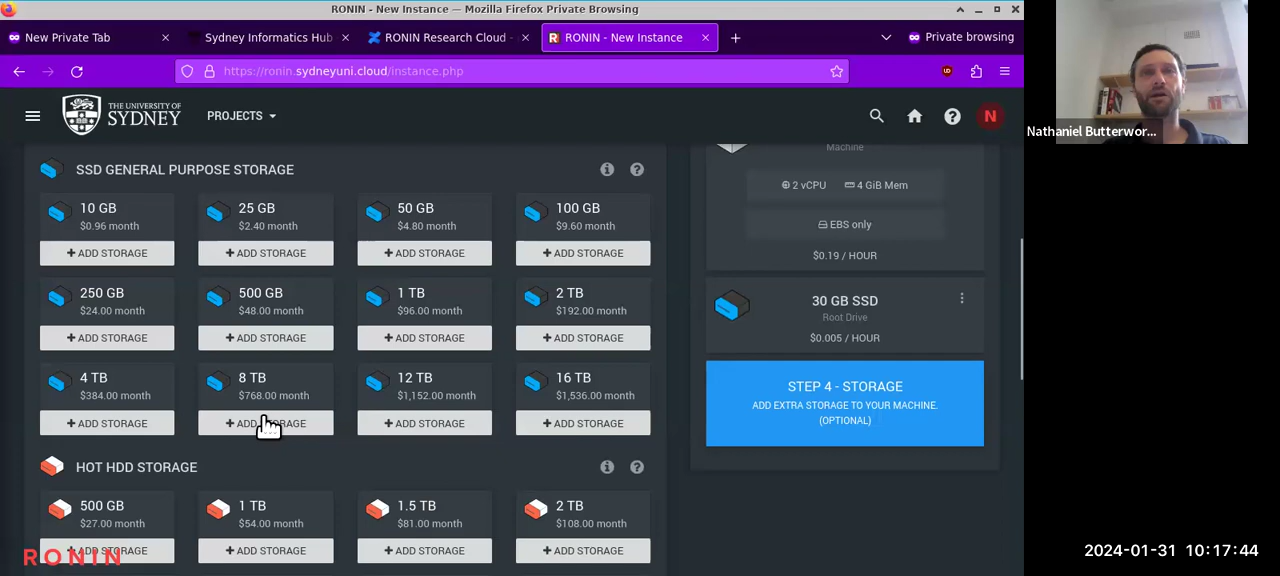 RONIN - New Instance — Mozilla Firefox Private Browsing
New Private Tab
Sydney Informatics Hub
RONIN Research Cloud -
RONIN - New Instance
Private browsing
https://ronin.sydneyuni.cloud/instance.php
THE UNIVERSITY OF
SYDNEY
PROJECTS
N
Nathaniel Butterwor...
SSD GENERAL PURPOSE STORAGE
10 GB
$0.96 month
+ ADD STORAGE
25 GB
$2.40 month
+ ADD STORAGE
50 GB
$4.80 month
+ ADD STORAGE
100 GB
$9.60 month
+ ADD STORAGE
250 GB
$24.00 month
+ ADD STORAGE
500 GB
$48.00 month
+ ADD STORAGE
1 TB
$96.00 month
+ ADD STORAGE
2 TB
$192.00 month
+ ADD STORAGE
4 TB
$384.00 month
+ ADD STORAGE
8 TB
$768.00 month
+ ADD STORAGE
12 TB
$1,152.00 month
+ ADD STORAGE
16 TB
$1,536.00 month
+ ADD STORAGE
HOT HDD STORAGE
500 GB
$27.00 month
ADD STORAGE
1 TB
$54.00 month
+ ADD STORAGE
1.5 TB
$81.00 month
+ ADD STORAGE
2 TB
$108.00 month
+ ADD STORAGE
RONIN
Machine
2 vCPU
4 GiB Mem
EBS only
$0.19 / HOUR
30 GB SSD
Root Drive
$0.005 / HOUR
STEP 4 - STORAGE
ADD EXTRA STORAGE TO YOUR MACHINE.
(OPTIONAL)
2024-01-31 10:17:44